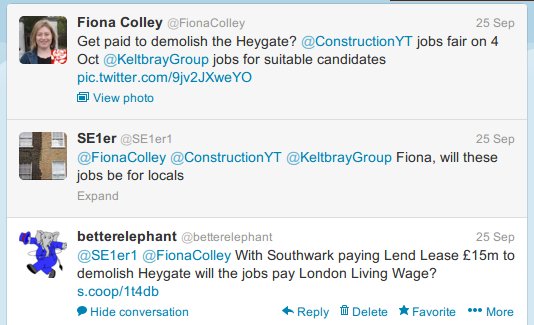 Fiona Colley @FionaColley 25 Sep
Get paid to demolish the Heygate? @ConstructionYT jobs fair on 4
Oct @KeltbrayGroup jobs for suitable candidates
pic.twitter.com/9jv2JXweYO
View photo
SE1er @SE1er1 25 Sep
@FionaColley @ConstructionYT @KeltbrayGroup Fiona, will these
jobs be for locals
Expand
betterelephant @betterelephant 25 Sep
@SE1er1 @FionaColley With Southwark paying Lend Lease £15m to
demolish Heygate will the jobs pay London Living Wage?
s.coop/1t4db
Hide conversation Reply Delete Favorite More